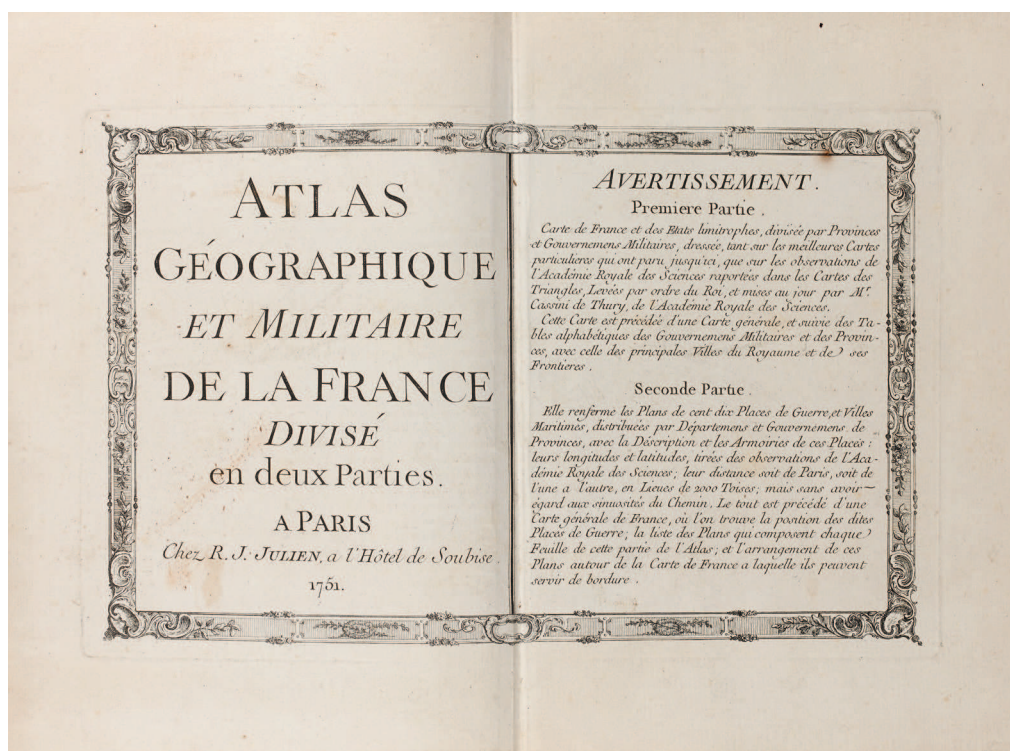 ATLAS
GÉOGRAPHIQUE
ET MILITAIRE
DE LA FRANCE
DIVISÉ
en deux Parties.
A PARIS
Chez R. J. JULIEN, a l'Hôtel de Soubise.
1751.
AVERTISSEMENT.
Premiere Partie.
Carte de France et des Etats limitrophes, divisée par Provinces
et Gouvernemens Militaires, dressée, tant sur les meilleures Cartes
particulieres qui ont paru jusqu'ici, que sur les observations de
l'Académie Royale des Sciences raportées dans les Cartes des
Triangles, Levées par ordre du Roi, et mises au jour par Mr.
Cassini de Thury, de l'Académie Royale des Sciences.
Cette Carte est précédée d'une Carte générale, et suivie des Ta-
bles alphabétiques des Gouvernemens Militaires et des Provin-
ces, avec celle des principales Villes du Royaume et de ses
Frontieres.
Seconde Partie.
Elle renferme les Plans de cent dix Places de Guerre, et Villes
Maritimes, distribuées par Départemens et Gouvernemens de
Provinces, avec la Déscription et les Armoiries de ces Places :
leurs longitudes et latitudes, tirées des observations de l'Aca-
démie Royale des Sciences; leur distance soit de Paris, soit de
l'une a l'autre, en Lieues de 2000 Toises; mais sans avoir
égard aux sinuosités du Chemin. Le tout est précédé d'une
Carte générale de France, où l'on trouve la position des dites
Places de Guerre; la liste des Plans qui composent chaque
Feuille de cette partie de l'Atlas; et l'arrangement de ces
Plans autour de la Carte de France a laquelle ils peuvent
servir de bordure.